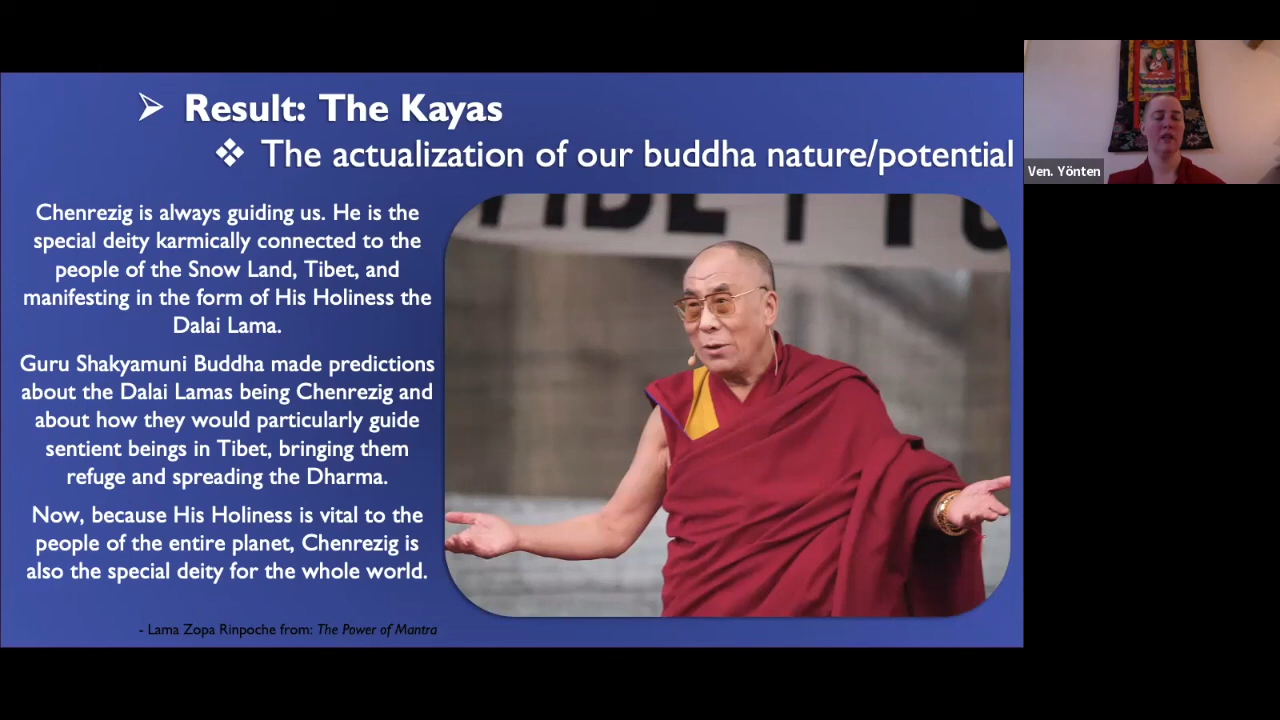 ➢ Result: The Kayas
❖ The actualization of our buddha nature/potential
Ven. Yönten
Chenrezig is always guiding us. He is the
special deity karmically connected to the
people of the Snow Land, Tibet, and
manifesting in the form of His Holiness the
Dalai Lama.
Guru Shakyamuni Buddha made predictions
about the Dalai Lamas being Chenrezig and
about how they would particularly guide
sentient beings in Tibet, bringing them
refuge and spreading the Dharma.
Now, because His Holiness is vital to the
people of the entire planet, Chenrezig is
also the special deity for the whole world.
- Lama Zopa Rinpoche from: The Power of Mantra